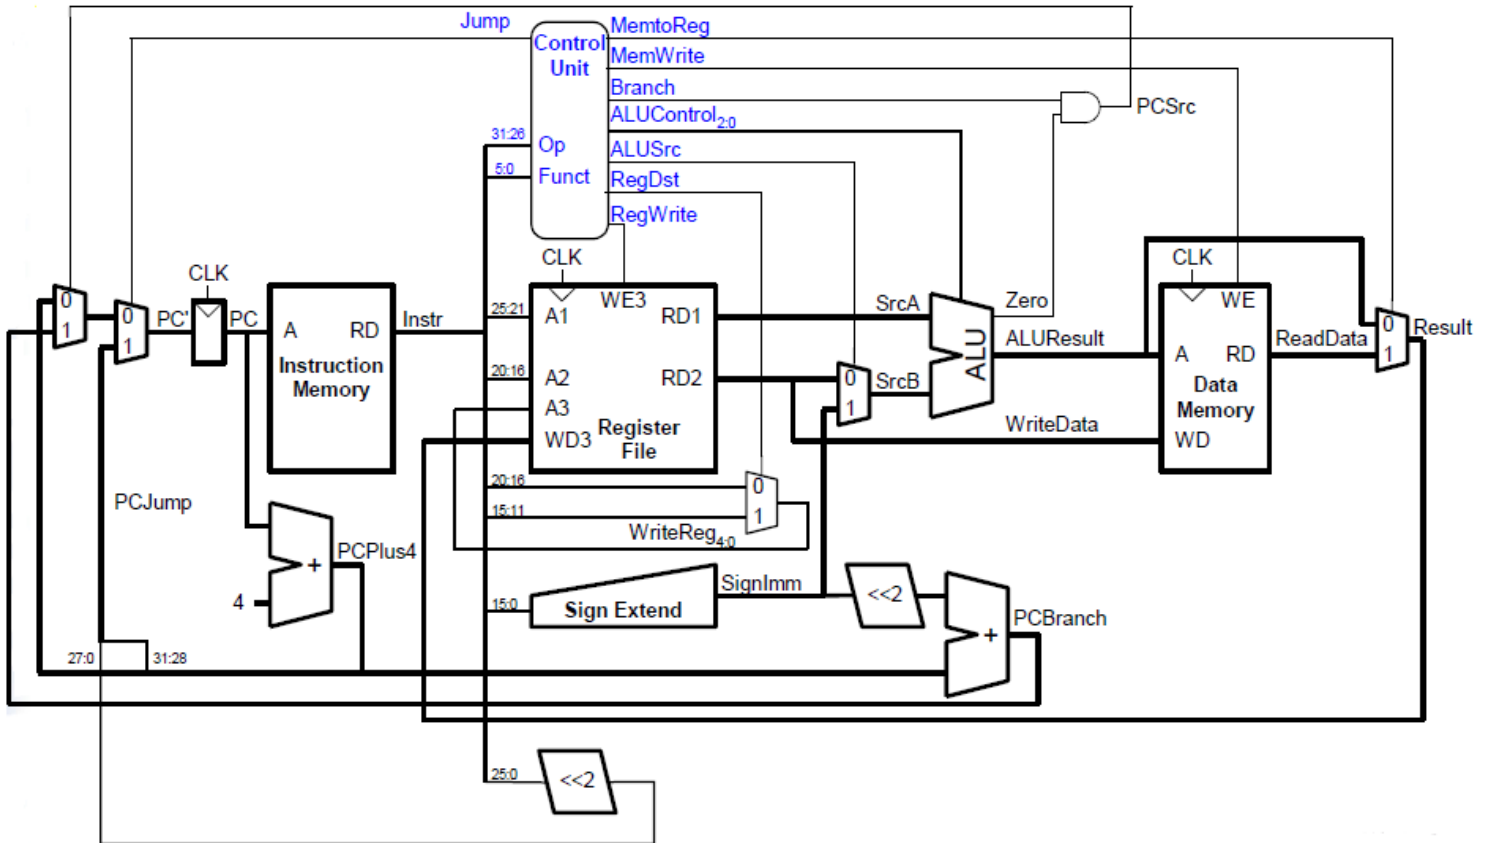 Jump
Control
Unit
MemtoReg
MemWrite
Branch
ALUControl2:0
PCSrc
31:26
Op
ALUSrc
5:0
Funct
RegDst
RegWrite
CLK
CLK
CLK
0
1
0
1
PC'
PC
A
RD
Instr
Instruction
Memory
25:21
A1
WE3
RD1
SrcA
Zero
ALU
ALUResult
WE
A
RD
ReadData
0
1
Result
20:16
A2
RD2
0
1
SrcB
Data
Memory
A3
WD3
Register
File
WriteData
WD
20:16
0
15:11
1
WriteReg4:0
PCJump
+
PCPlus4
4
SignImm
15:0
Sign Extend
<<2
+
PCBranch
27:0
31:28
25:0
<<2